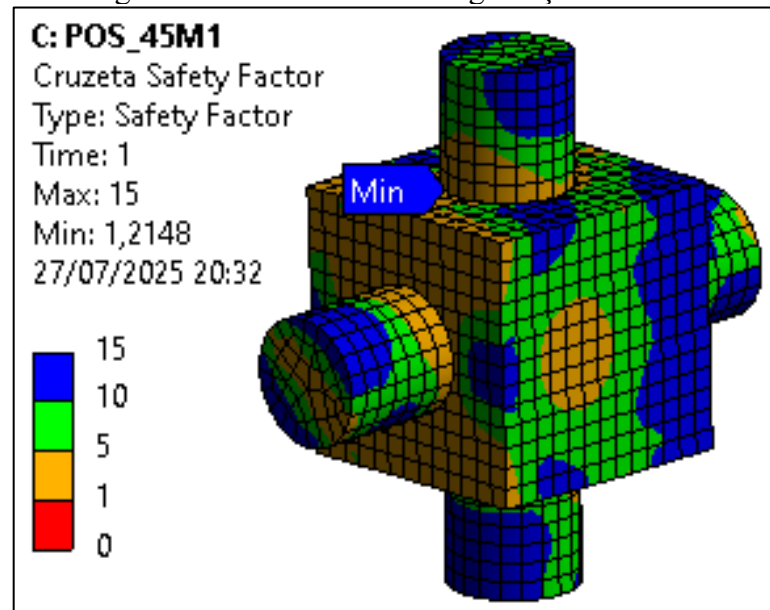 C: POS_45M1
Cruzeta Safety Factor
Type: Safety Factor
Time: 1
Max: 15
Min: 1,2148
27/07/2025 20:32
Min
15
10
5
1
0